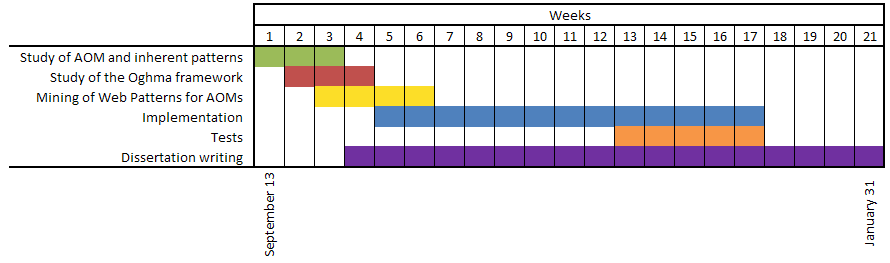 Weeks
1 2 3 4 5 6 7 8 9 10 11 12 13 14 15 16 17 18 19 20 21
Study of AOM and inherent patterns
Study of the Oghma framework
Mining of Web Patterns for AOMs
Implementation
Tests
Dissertation writing
September 13
January 31